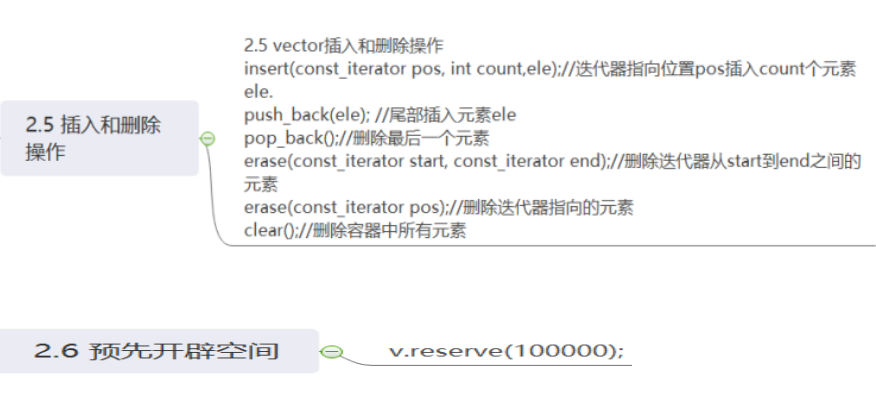 2.5 插入和删除
操作
2.5 vector插入和删除操作
insert(const_iterator pos, int count,ele);//迭代器指向位置pos插入count个元素
ele.
push_back(ele); //尾部插入元素ele
pop_back();//删除最后一个元素
erase(const_iterator start, const_iterator end);//删除迭代器从start到end之间的
元素
erase(const_iterator pos);//删除迭代器指向的元素
clear();//删除容器中所有元素
2.6 预先开辟空间
v.reserve(100000);